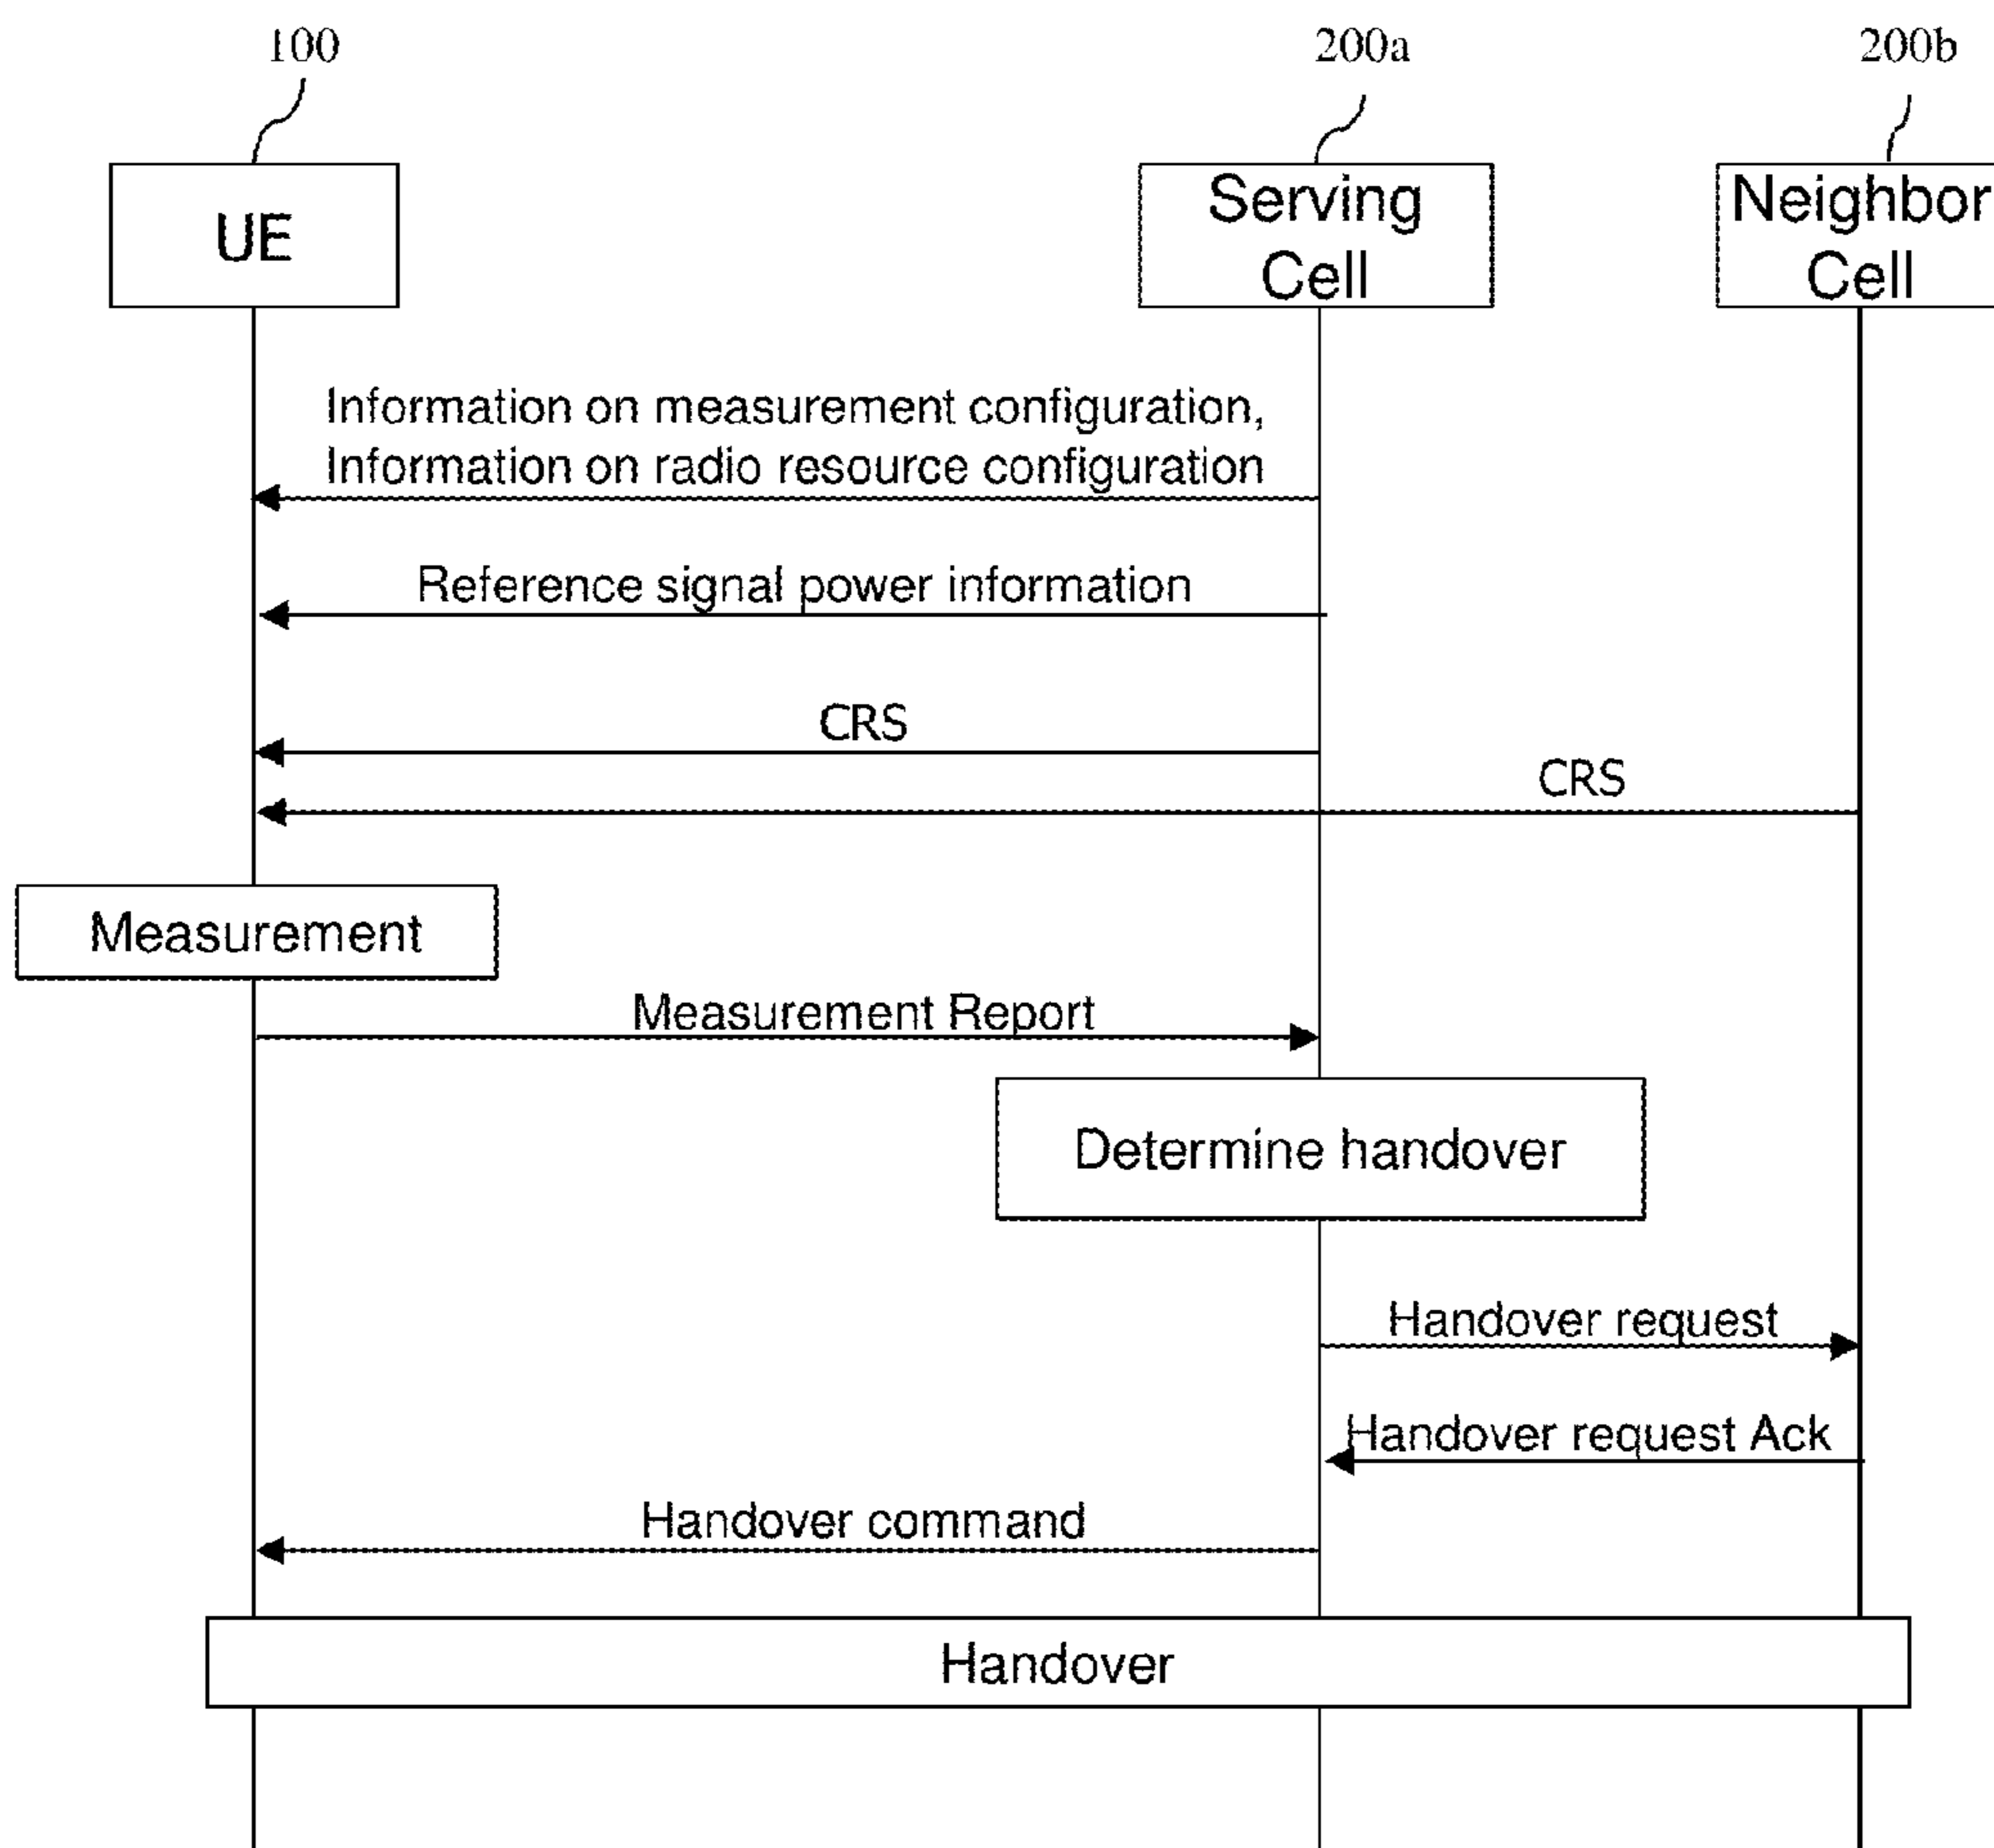 100
200a
200b
UE
Serving
Cell
Neighbor
Cell
Information on measurement configuration,
Information on radio resource configuration
Reference signal power information
CRS
CRS
Measurement
Measurement Report
Determine handover
Handover request
Handover request Ack
Handover command
Handover